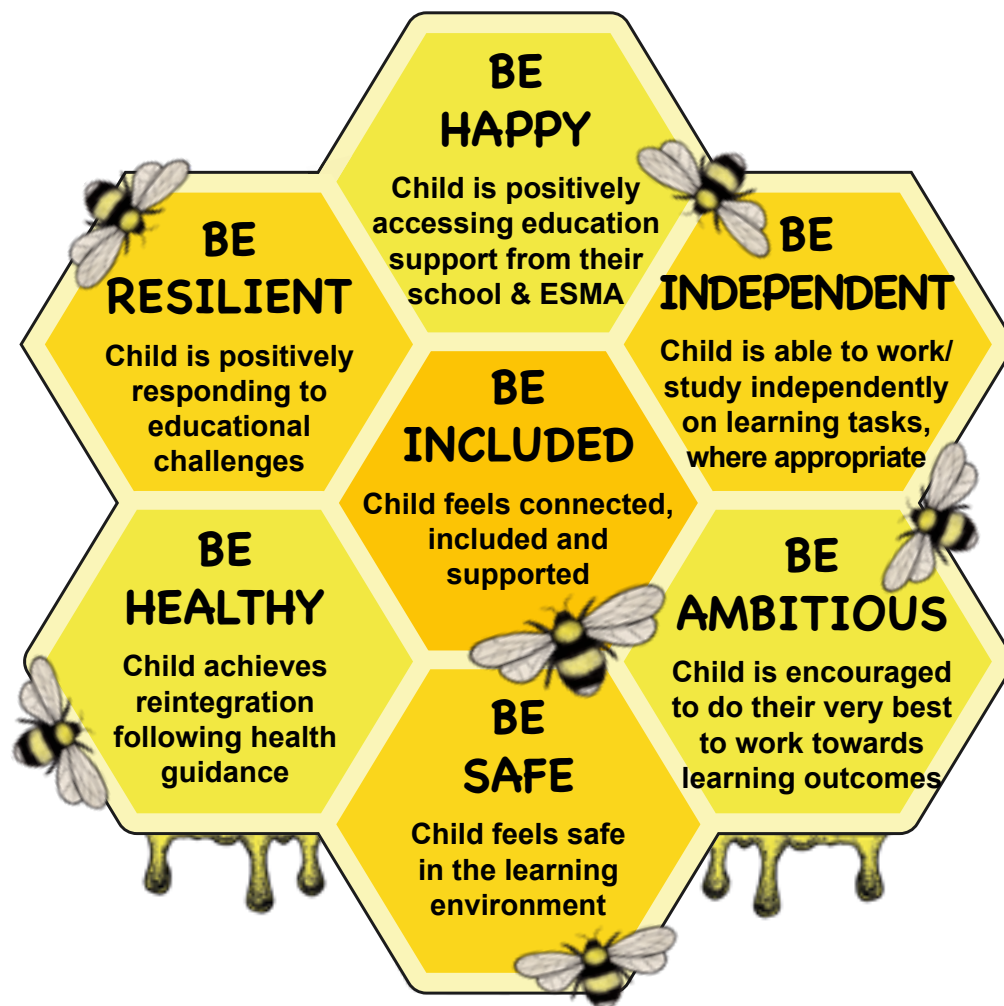 BE
HAPPY
Child is positively
accessing education
support from their
school & ESMA
BE
RESILIENT
Child is positively
responding to
educational
challenges
BE
INDEPENDENT
Child is able to work/
study independently
on learning tasks,
where appropriate
BE
INCLUDED
Child feels connected,
included and
supported
BE
HEALTHY
Child achieves
reintegration
following health
guidance
BE
AMBITIOUS
Child is encouraged
to do their very best
to work towards
learning outcomes
BE
SAFE
Child feels safe
in the learning
environment